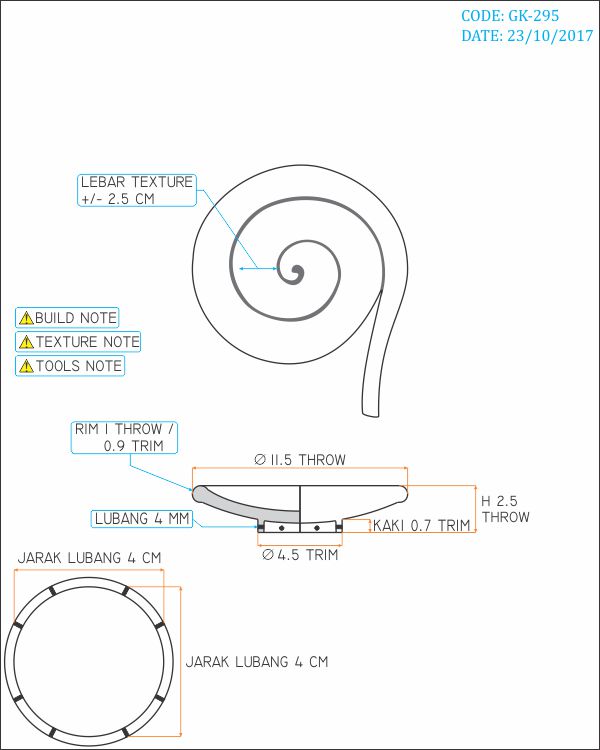 CODE: GK-295
DATE: 23/10/2017
LEBAR TEXTURE
+/- 2.5 CM
BUILD NOTE
TEXTURE NOTE
TOOLS NOTE
RIM 1 THROW /
0.9 TRIM
∅ 11.5 THROW
LUBANG 4 MM
H 2.5
THROW
KAKI 0.7 TRIM
∅ 4.5 TRIM
JARAK LUBANG 4 CM
JARAK LUBANG 4 CM